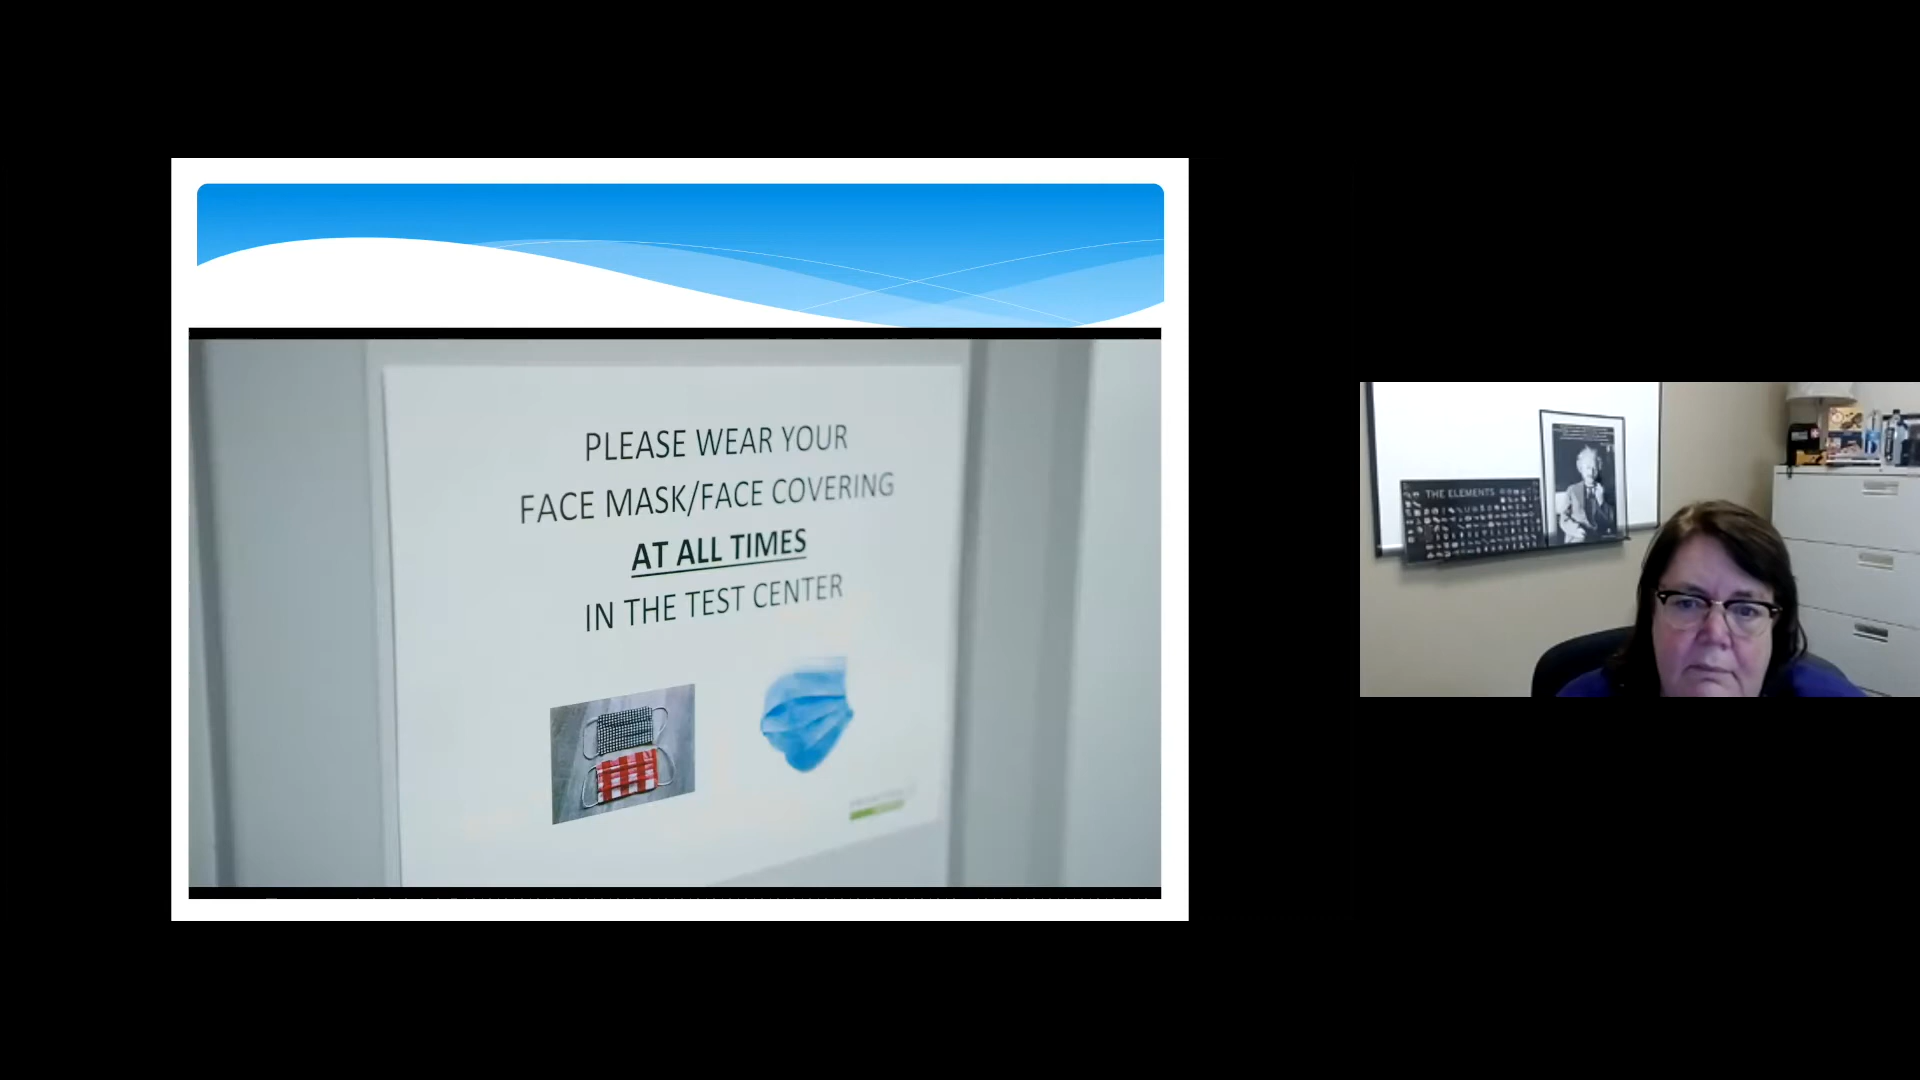 PLEASE WEAR YOUR
FACE MASK/FACE COVERING
AT ALL TIMES
IN THE TEST CENTER
THE ELEMENTS